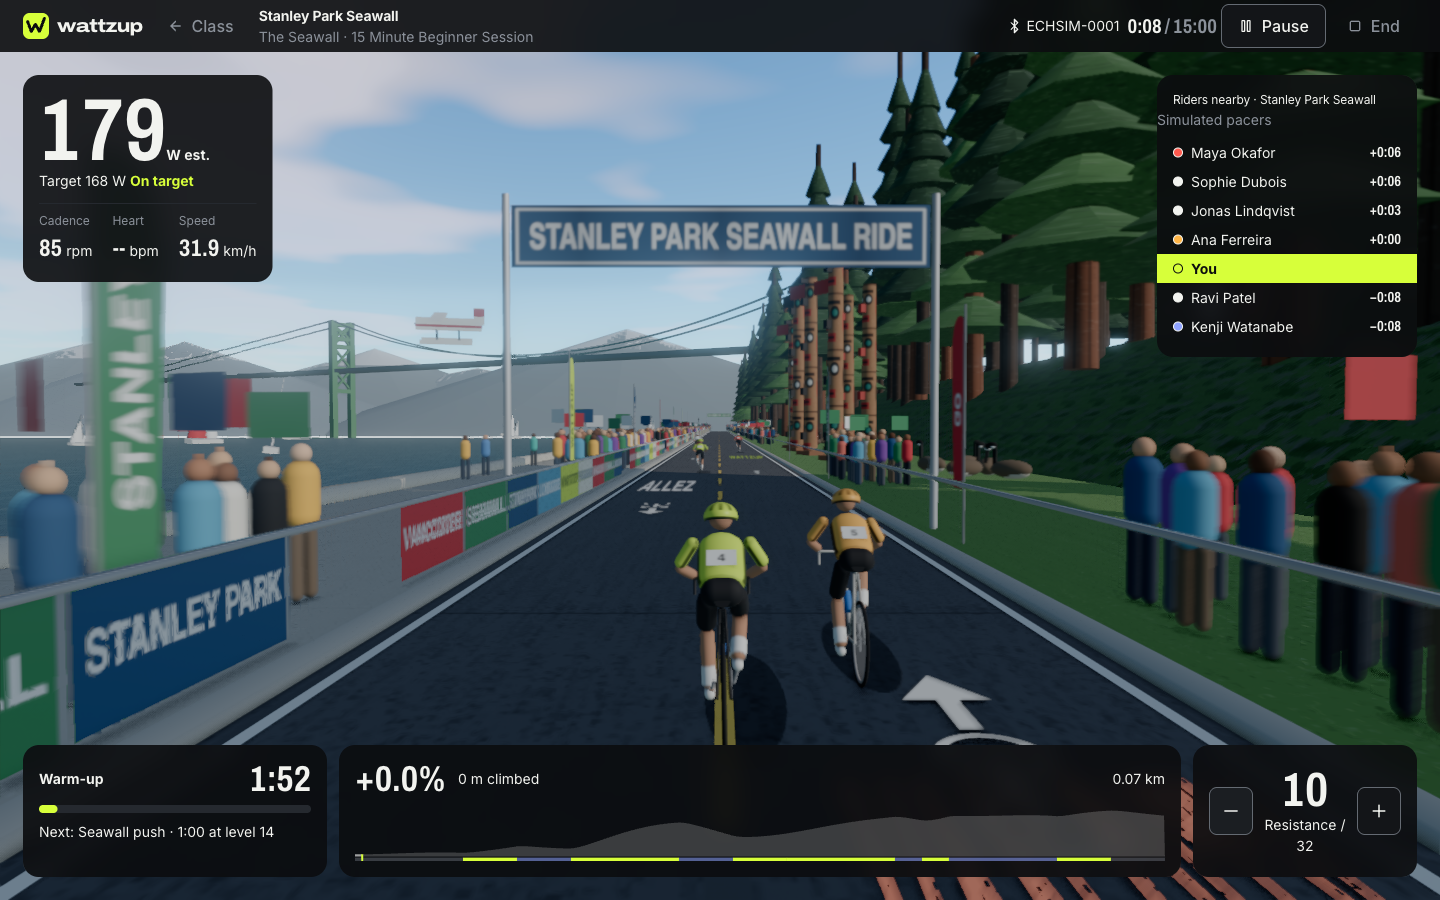 wattzup
Class
Stanley Park Seawall
The Seawall · 15 Minute Beginner Session
ECHSIM-0001 0:08 / 15:00
Pause
End
179 W est.
Target 168 W On target
Cadence Heart Speed
85 rpm -- bpm 31.9 km/h
Riders nearby · Stanley Park Seawall
Simulated pacers
Maya Okafor +0:06
Sophie Dubois +0:06
Jonas Lindqvist +0:03
Ana Ferreira +0:00
You
Ravi Patel −0:08
Kenji Watanabe −0:08
STANLEY PARK SEAWALL RIDE
STANLE
ALLEZ
4
STANLEY PARK
L
Warm-up 1:52
Next: Seawall push · 1:00 at level 14
+0.0% 0 m climbed 0.07 km
−
10
+
Resistance /
32